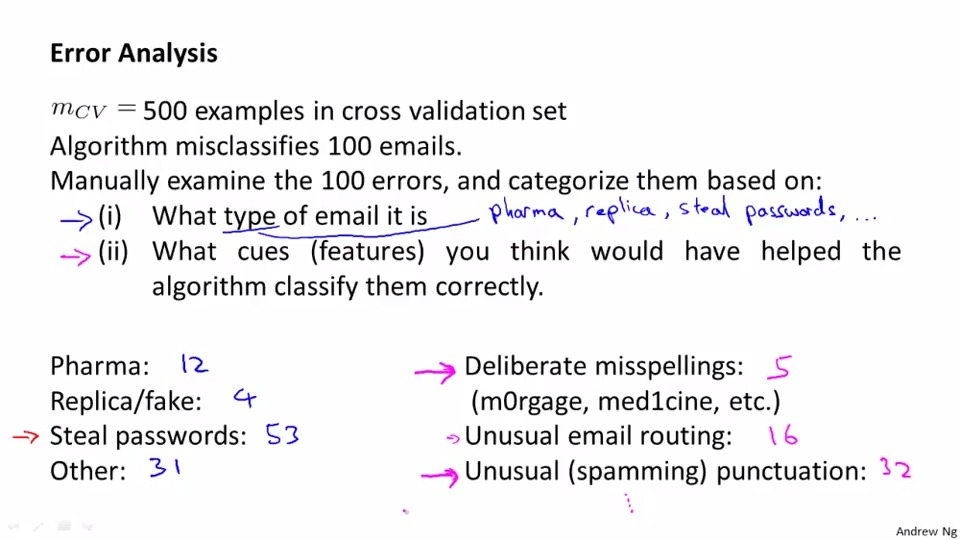 Error Analysis
m_CV = 500 examples in cross validation set
Algorithm misclassifies 100 emails.
Manually examine the 100 errors, and categorize them based on:
→ (i) What type of email it is pharma, replica, steal passwords, ...
→ (ii) What cues (features) you think would have helped the
algorithm classify them correctly.
Pharma: 12
Replica/fake: 4
→ Steal passwords: 53
Other: 31
→ Deliberate misspellings: 5
(m0rgage, med1cine, etc.)
→ Unusual email routing: 16
→ Unusual (spamming) punctuation: 32
⋮
Andrew Ng